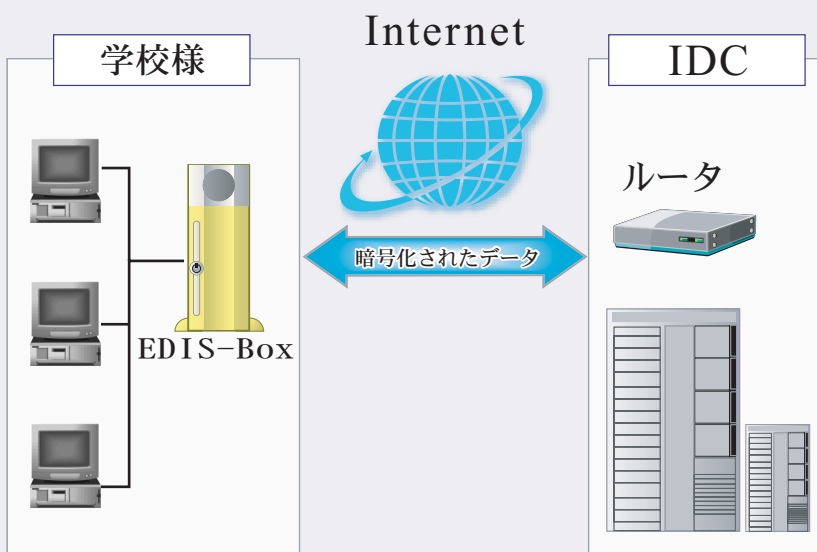 学校様
Internet
IDC
ルータ
暗号化されたデータ
EDIS-Box